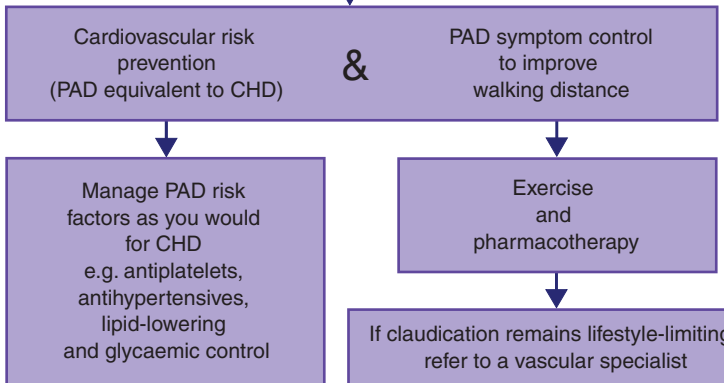 Cardiovascular risk
prevention
(PAD equivalent to CHD)
&
PAD symptom control
to improve
walking distance
Manage PAD risk
factors as you would
for CHD
e.g. antiplatelets,
antihypertensives,
lipid-lowering
and glycaemic control
Exercise
and
pharmacotherapy
If claudication remains lifestyle-limiting
refer to a vascular specialist